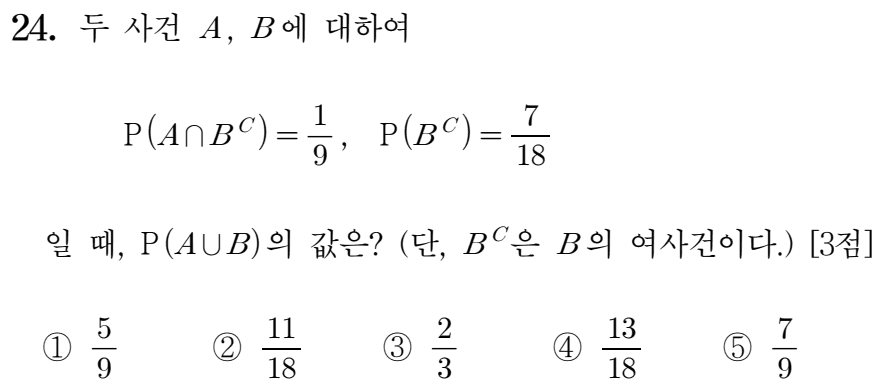 24. 두 사건 A, B에 대하여
P(A∩B^C) = 1/9, P(B^C) = 7/18
일 때, P(A∪B)의 값은? (단, B^C은 B의 여사건이다.) [3점]
① 5/9 ② 11/18 ③ 2/3 ④ 13/18 ⑤ 7/9